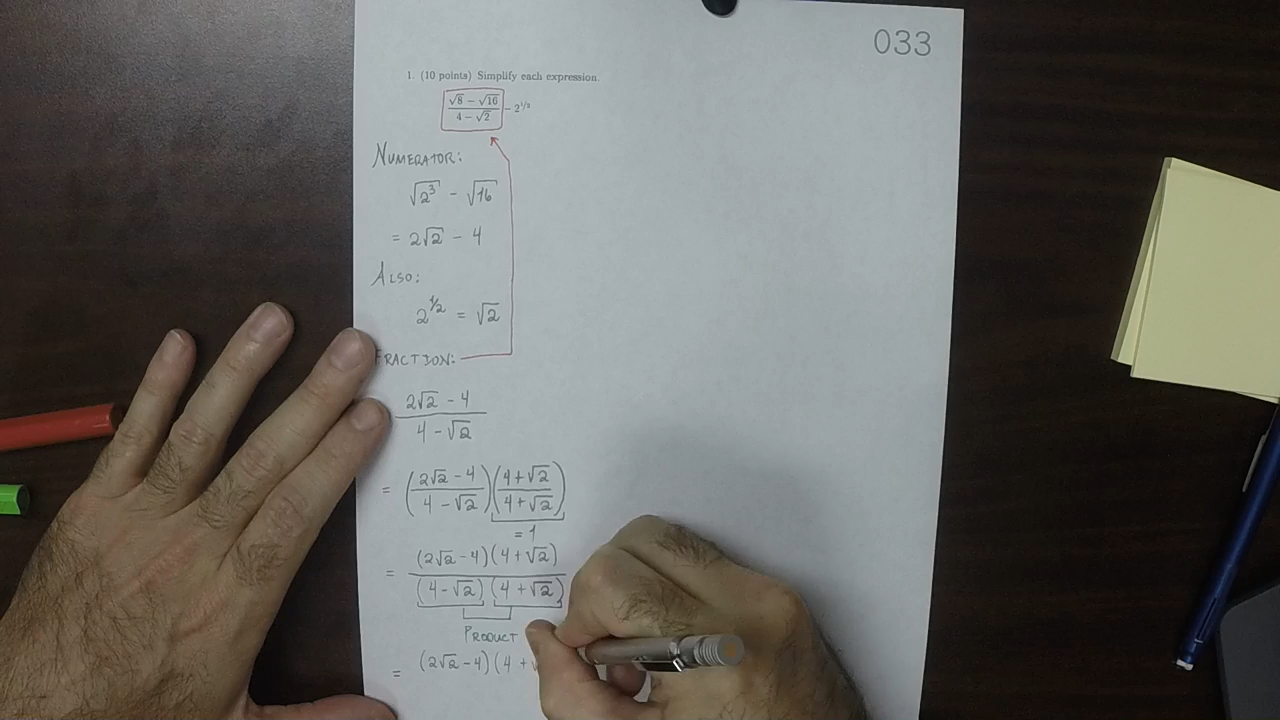 033
1. (10 points) Simplify each expression.
(√8 − √16)/(4 − √2) − 2^{1/2}
NUMERATOR:
√2³ − √16
= 2√2 − 4
ALSO:
2^{1/2} = √2
FRACTION:
(2√2 − 4)/(4 − √2)
= ((2√2 − 4)/(4 − √2))((4 + √2)/(4 + √2))
= 1
= (2√2 − 4)(4 + √2)/(4 − √2)(4 + √2)
PRODUCT
= (2√2 − 4)(4 +